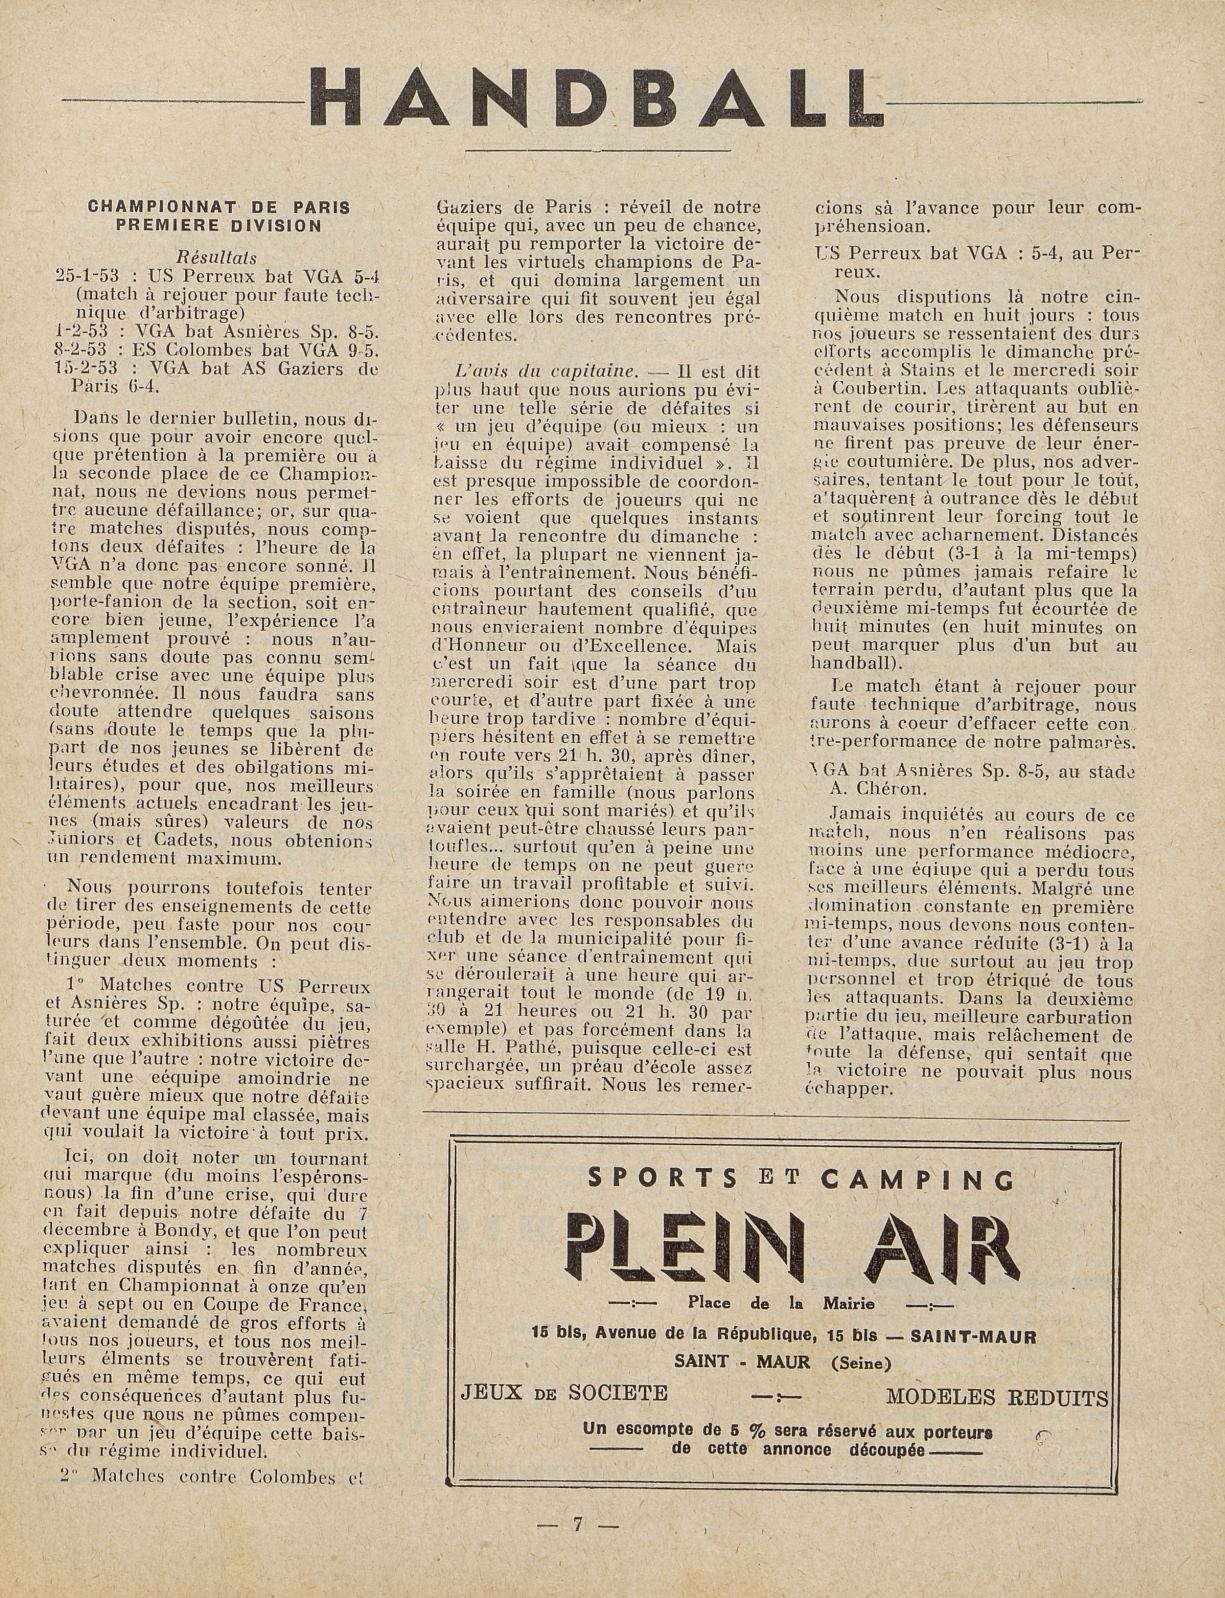 HANDBALL
CHAMPIONNAT DE PARIS
PREMIERE DIVISION
Résultats
25-1-53 : US Perreux bat VGA 5-4
(match à rejouer pour faute tech-
nique d'arbitrage)
1-2-53 : VGA bat Asnières Sp. 8-5.
8-2-53 : ES Colombes bat VGA 9-5.
15-2-53 : VGA bat AS Gaziers de
Paris 6-4.
Dans le dernier bulletin, nous di-
sions que pour avoir encore quel-
que prétention à la première ou à
la seconde place de ce Champion-
nat, nous ne devions nous permet-
tre aucune défaillance; or, sur qua-
tre matches disputés, nous comp-
tons deux défaites : l'heure de la
VGA n'a donc pas encore sonné. Il
semble que notre équipe première,
porte-fanion de la section, soit en-
core bien jeune, l'expérience l'a
amplement prouvé : nous n'au-
rions sans doute pas connu sem-
blable crise avec une équipe plus
chevronnée. Il nous faudra sans
doute attendre quelques saisons
(sans doute le temps que la plu-
part de nos jeunes se libèrent de
leurs études et des obilgations mi-
litaires), pour que, nos meilleurs
éléments actuels encadrant les jeu-
nes (mais sûres) valeurs de nos
Juniors et Cadets, nous obtenions
un rendement maximum.
Nous pourrons toutefois tenter
de tirer des enseignements de cette
période, peu faste pour nos cou-
leurs dans l'ensemble. On peut dis-
tinguer deux moments :
1° Matches contre US Perreux
et Asnières Sp. : notre équipe, sa-
turée et comme dégoûtée du jeu,
fait deux exhibitions aussi piètres
l'une que l'autre : notre victoire de-
vant une eéquipe amoindrie ne
vaut guère mieux que notre défaite
devant une équipe mal classée, mais
qui voulait la victoire à tout prix.
Ici, on doit noter un tournant
qui marque (du moins l'espérons-
nous) la fin d'une crise, qui dure
en fait depuis notre défaite du 7
décembre à Bondy, et que l'on peut
expliquer ainsi : les nombreux
matches disputés en fin d'année,
tant en Championnat à onze qu'en
jeu à sept ou en Coupe de France,
avaient demandé de gros efforts à
tous nos joueurs, et tous nos meil-
leurs élments se trouvèrent fati-
gués en même temps, ce qui eut
des conséquences d'autant plus fu-
nestes que nous ne pûmes compen-
ser par un jeu d'équipe cette bais-
se du régime individuel.
2° Matches contre Colombes et
Gaziers de Paris : réveil de notre
équipe qui, avec un peu de chance,
aurait pu remporter la victoire de-
vant les virtuels champions de Pa-
ris, et qui domina largement un
adversaire qui fit souvent jeu égal
avec elle lors des rencontres pré-
cédentes.
L'avis du capitaine. — Il est dit
plus haut que nous aurions pu évi-
ter une telle série de défaites si
« un jeu d'équipe (ou mieux : un
jeu en équipe) avait compensé la
baisse du régime individuel ». Il
est presque impossible de coordon-
ner les efforts de joueurs qui ne
se voient que quelques instants
avant la rencontre du dimanche :
en effet, la plupart ne viennent ja-
mais à l'entraînement. Nous bénéfi-
cions pourtant des conseils d'un
entraîneur hautement qualifié, que
nous envieraient nombre d'équipes
d'Honneur ou d'Excellence. Mais
c'est un fait que la séance du
mercredi soir est d'une part trop
courte, et d'autre part fixée à une
heure trop tardive : nombre d'équi-
piers hésitent en effet à se remettre
en route vers 21 h. 30, après dîner,
alors qu'ils s'apprêtaient à passer
la soirée en famille (nous parlons
pour ceux qui sont mariés) et qu'ils
avaient peut-être chaussé leurs pan-
toufles... surtout qu'en à peine une
heure de temps on ne peut guere
faire un travail profitable et suivi.
Nous aimerions donc pouvoir nous
entendre avec les responsables du
club et de la municipalité pour fi-
xer une séance d'entraînement qui
se déroulerait à une heure qui ar-
rangerait tout le monde (de 19 h.
30 à 21 heures ou 21 h. 30 par
exemple) et pas forcément dans la
salle H. Pathé, puisque celle-ci est
surchargée, un préau d'école assez
spacieux suffirait. Nous les remer-
cions sà l'avance pour leur com-
préhensioan.
US Perreux bat VGA : 5-4, au Per-
reux.
Nous disputions là notre cin-
quième match en huit jours : tous
nos joueurs se ressentaient des durs
efforts accomplis le dimanche pré-
cédent à Stains et le mercredi soir
à Coubertin. Les attaquants oubliè-
rent de courir, tirèrent au but en
mauvaises positions; les défenseurs
ne firent pas preuve de leur éner-
gie coutumière. De plus, nos adver-
saires, tentant le tout pour le tout,
attaquèrent à outrance dès le début
et soutinrent leur forcing tout le
match avec acharnement. Distancés
dès le début (3-1 à la mi-temps)
nous ne pûmes jamais refaire le
terrain perdu, d'autant plus que la
deuxième mi-temps fut écourtée de
huit minutes (en huit minutes on
peut marquer plus d'un but au
handball).
Le match étant à rejouer pour
faute technique d'arbitrage, nous
aurons à coeur d'effacer cette con
tre-performance de notre palmarès.
VGA bat Asnières Sp. 8-5, au stade
A. Chéron.
Jamais inquiétés au cours de ce
match, nous n'en réalisons pas
moins une performance médiocre,
face à une éqiupe qui a perdu tous
ses meilleurs éléments. Malgré une
domination constante en première
mi-temps, nous devons nous conten-
ter d'une avance réduite (3-1) à la
mi-temps, due surtout au jeu trop
personnel et trop étriqué de tous
les attaquants. Dans la deuxième
partie du jeu, meilleure carburation
de l'attaque, mais relâchement de
toute la défense, qui sentait que
la victoire ne pouvait plus nous
échapper.
SPORTS ET CAMPING
PLEIN AIR
—:— Place de la Mairie —:—
15 bis, Avenue de la République, 15 bis — SAINT-MAUR
SAINT - MAUR (Seine)
JEUX DE SOCIETE —:— MODELES REDUITS
Un escompte de 5 % sera réservé aux porteurs
de cette annonce découpée
— 7 —